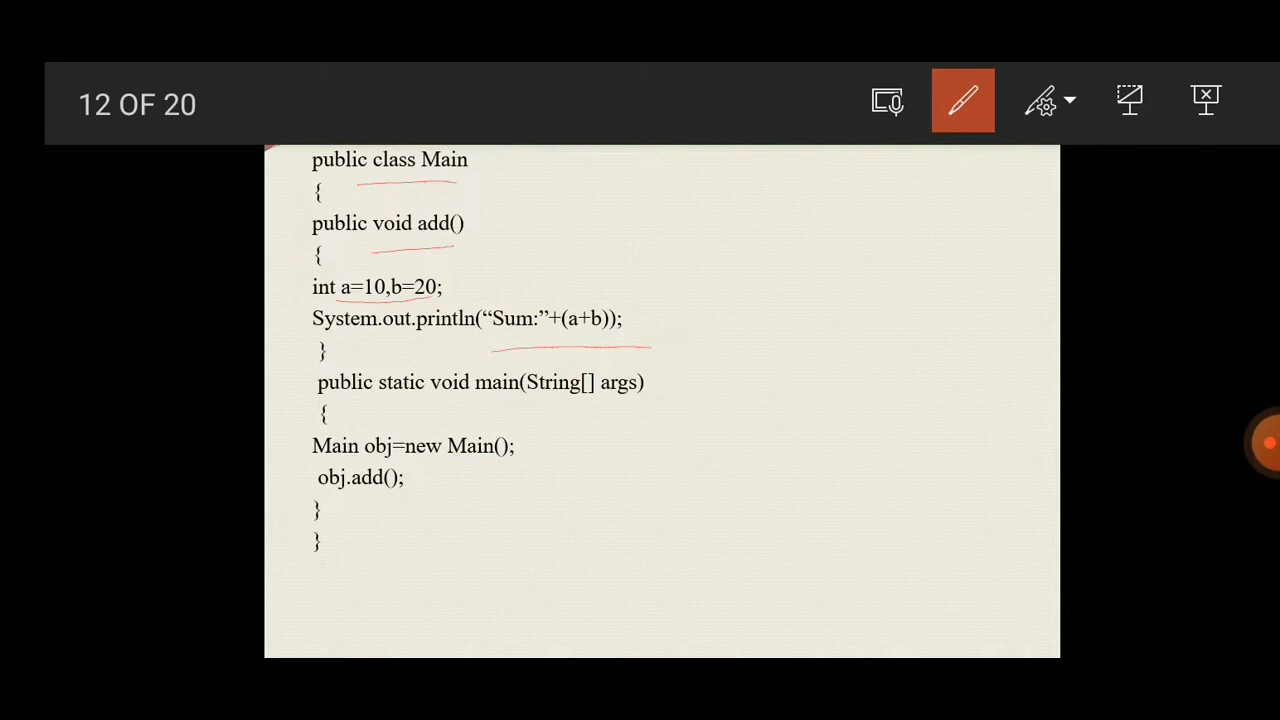 12 OF 20
public class Main
{
public void add()
{
int a=10,b=20;
System.out.println(“Sum:”+(a+b));
}
public static void main(String[] args)
{
Main obj=new Main();
obj.add();
}
}